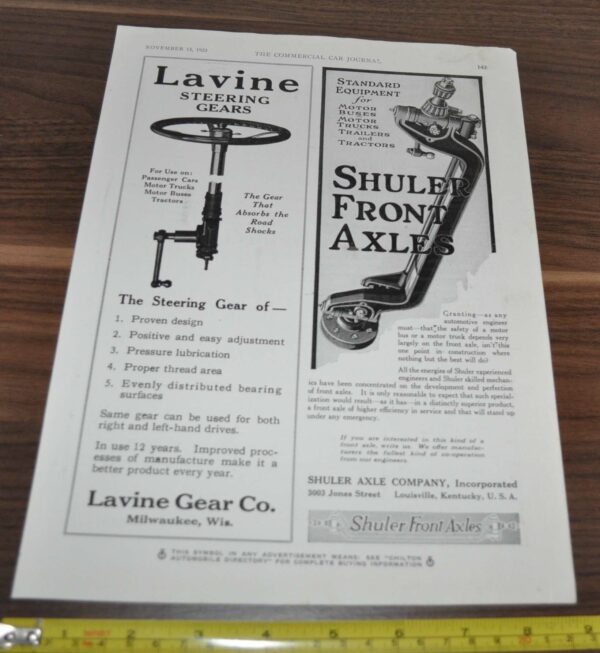 NOVEMBER 15, 1923
THE COMMERCIAL CAR JOURNAL
Lavine
STEERING
GEARS
For Use on:
Passenger Cars
Motor Trucks
Motor Buses
Tractors
The Gear
That
Absorbs the
Road
Shocks
The Steering Gear of—
1. Proven design
2. Positive and easy adjustment
3. Pressure lubrication
4. Proper thread area
5. Evenly distributed bearing
surfaces
Same gear can be used for both
right and left-hand drives.
In use 12 years. Improved proc-
esses of manufacture make it a
better product every year.
Lavine Gear Co.
Milwaukee, Wis.
STANDARD
EQUIPMENT
for
MOTOR
BUSES
MOTOR
TRUCKS
TRAILERS
and
TRACTORS
SHULER
FRONT
AXLES
Granting—as any
automotive engineer
must—that the safety of a motor
bus or a motor truck depends very
largely on the front axle, isn't this
one point in construction where
nothing but the best will do?
All the energies of Shuler experienced
engineers and Shuler skilled mechan-
ics have been concentrated on the development and perfection
of front axles. It is only reasonable to expect that such special-
ization would result—as it has—in a distinctly superior product,
a front axle of higher efficiency in service and that will stand up
under any emergency.
If you are interested in this kind of a
front axle, write us. We offer manufac-
turers the fullest kind of co-operation
from our engineers.
SHULER AXLE COMPANY, Incorporated
3003 Jones Street Louisville, Kentucky, U. S. A.
Shuler Front Axles
THIS SYMBOL IN ANY ADVERTISEMENT MEANS: SEE "CHILTON
AUTOMOBILE DIRECTORY" FOR COMPLETE BUYING INFORMATION
1 2 3 4 5 6 7 8 9